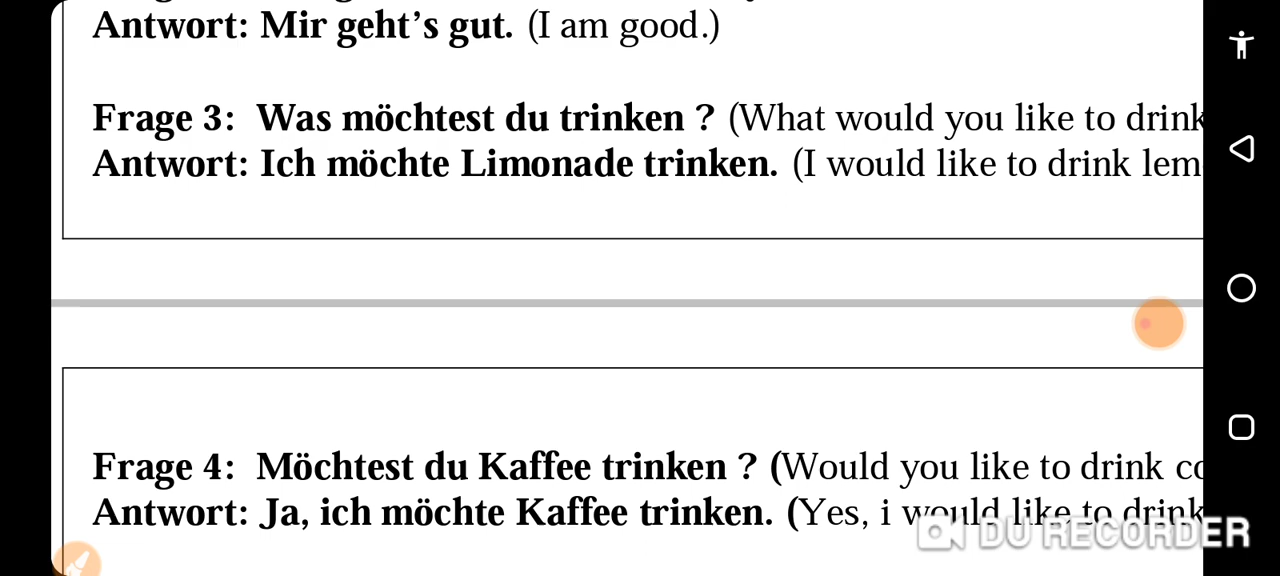 Antwort: Mir geht's gut. (I am good.)
Frage 3: Was möchtest du trinken ? (What would you like to drink
Antwort: Ich möchte Limonade trinken. (I would like to drink lem
Frage 4: Möchtest du Kaffee trinken ? (Would you like to drink co
Antwort: Ja, ich möchte Kaffee trinken. (Yes, i would like to drink
DU RECORDER